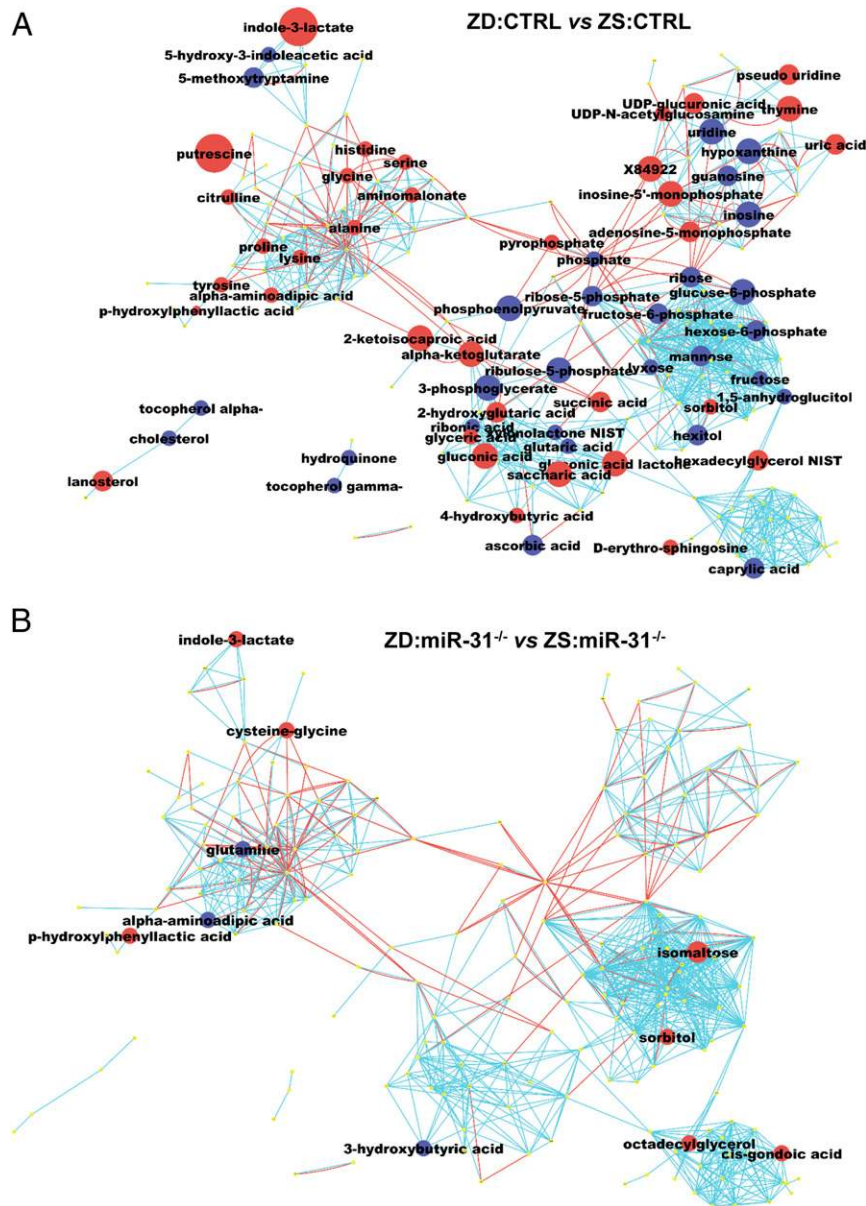 A
ZD:CTRL vs ZS:CTRL
indole-3-lactate
5-hydroxy-3-indoleacetic acid
5-methoxytryptamine
pseudo uridine
UDP-glucuronic acid
thymine
UDP-N-acetylglucosamine
uridine
putrescine
histidine
serine
hypoxanthine
uric acid
glycine
X84922
guanosine
citrulline
aminomalonate
inosine-5'-monophosphate
alanine
inosine
adenosine-5-monophosphate
proline
pyrophosphate
lysine
phosphate
tyrosine
ribose
alpha-aminoadipic acid
ribose-5-phosphate
glucose-6-phosphate
p-hydroxylphenyllactic acid
phosphoenolpyruvate
fructose-6-phosphate
2-ketoisocaproic acid
hexose-6-phosphate
alpha-ketoglutarate
mannose
ribulose-5-phosphate
lyxose
3-phosphoglycerate
fructose
succinic acid
1,5-anhydroglucitol
tocopherol alpha-
2-hydroxyglutaric acid
sorbitol
ribonic acid
xylonolactone NIST
hexitol
cholesterol
glyceric acid
glutaric acid
hydroquinone
gluconic acid
gluconic acid lactone
hexadecylglycerol NIST
lanosterol
tocopherol gamma-
saccharic acid
4-hydroxybutyric acid
ascorbic acid
D-erythro-sphingosine
caprylic acid
B
ZD:miR-31-/- vs ZS:miR-31-/-
indole-3-lactate
cysteine-glycine
glutamine
alpha-aminoadipic acid
p-hydroxylphenyllactic acid
isomaltose
sorbitol
3-hydroxybutyric acid
octadecylglycerol
cis-gondoic acid